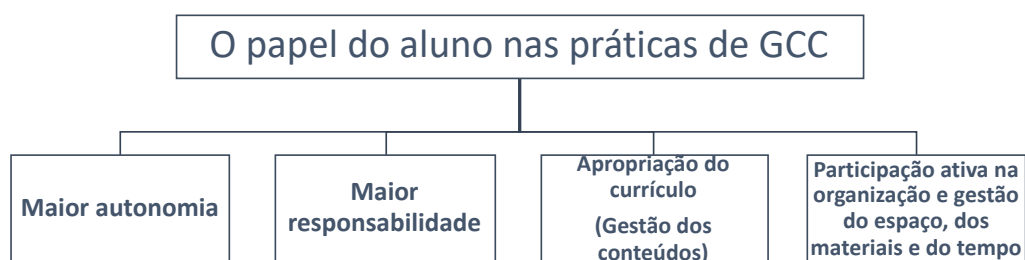 O papel do aluno nas práticas de GCC
Maior autonomia
Maior
responsabilidade
Apropriação do
currículo
(Gestão dos
conteúdos)
Participação ativa na
organização e gestão
do espaço, dos
materiais e do tempo